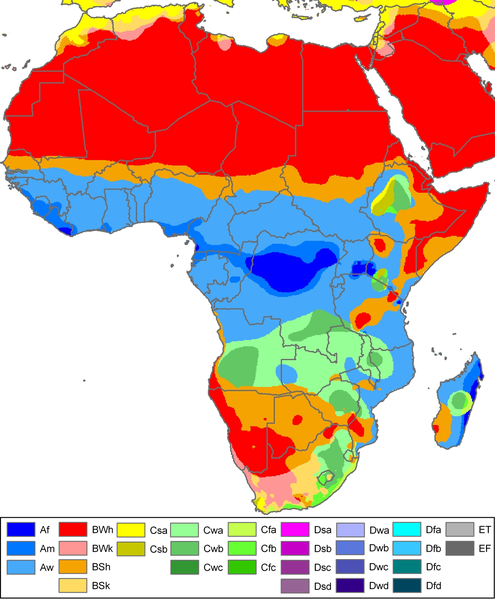 Af BWh Csa Cwa Cfa Dsa Dwa Dfa ET
Am BWk Csb Cwb Cfb Dsb Dwb Dfb EF
Aw BSh Cwc Cfc Dsc Dwc Dfc
BSk Dsd Dwd Dfd